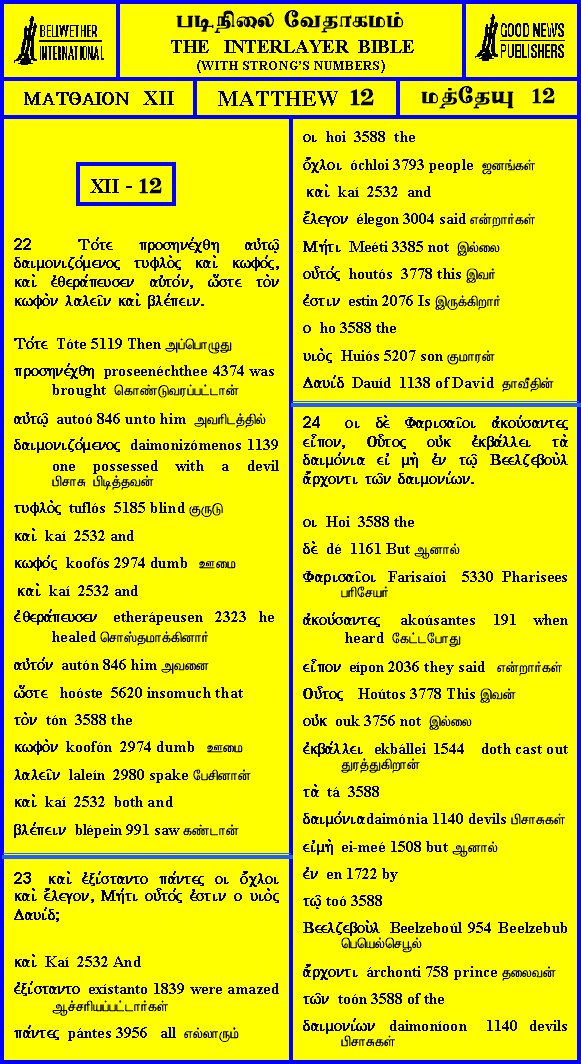 BELLWETHER
INTERNATIONAL
படிநிலை வேதாகமம்
THE INTERLAYER BIBLE
(WITH STRONG'S NUMBERS)
GOOD NEWS
PUBLISHERS
ΜΑΤΘΑΙΟΝ XII
MATTHEW 12
மத்தேயு 12
XII - 12
22 Τότε προσηνέχθη αὐτῷ
δαιμονιζόμενος τυφλὸς καὶ κωφός,
καὶ ἐθεράπευσεν αὐτόν, ὥστε τὸν
κωφὸν λαλεῖν καὶ βλέπειν.
Τότε Tóte 5119 Then அப்பொழுது
προσηνέχθη proseenéchthee 4374 was
brought கொண்டுவரப்பட்டான்
αὐτῷ autoó 846 unto him அவரிடத்தில்
δαιμονιζόμενος daimonizómenos 1139
one possessed with a devil
பிசாசு பிடித்தவன்
τυφλὸς tuflós 5185 blind குருடு
καὶ kaí 2532 and
κωφός koofós 2974 dumb ஊமை
καὶ kaí 2532 and
ἐθεράπευσεν etherápeusen 2323 he
healed சொஸ்தமாக்கினார்
αὐτόν autón 846 him அவனை
ὥστε hoóste 5620 insomuch that
τὸν tón 3588 the
κωφὸν koofón 2974 dumb ஊமை
λαλεῖν laleín 2980 spake பேசினான்
καὶ kaí 2532 both and
βλέπειν blépein 991 saw கண்டான்
23 καὶ ἐξίσταντο πάντες οι ὄχλοι
καὶ ἔλεγον, Μήτι οὗτός ἐστιν ο υιὸς
Δαυίδ;
καὶ Kaí 2532 And
ἐξίσταντο exístanto 1839 were amazed
ஆச்சரியப்பட்டார்கள்
πάντες pántes 3956 all எல்லாரும்
οι hoi 3588 the
ὄχλοι óchloi 3793 people ஜனங்கள்
καὶ kaí 2532 and
ἔλεγον élegon 3004 said என்றார்கள்
Μήτι Meéti 3385 not இல்லை
οὗτός houtós 3778 this இவர்
ἐστιν estin 2076 Is இருக்கிறார்
ο ho 3588 the
υιὸς Huiós 5207 son குமாரன்
Δαυίδ Dauíd 1138 of David தாவீதின்
24 οι δὲ Φαρισαῖοι ἀκούσαντες
εἶπον, Οὗτος οὐκ ἐκβάλλει τὰ
δαιμόνια εἰ μὴ ἐν τῷ Βεελζεβοὺλ
ἄρχοντι τῶν δαιμονίων.
οι Hoi 3588 the
δὲ dé 1161 But ஆனால்
Φαρισαῖοι Farisaíoi 5330 Pharisees
பரிசேயர்
ἀκούσαντες akoúsantes 191 when
heard கேட்டபோது
εἶπον eípon 2036 they said என்றார்கள்
Οὗτος Hoútos 3778 This இவன்
οὐκ ouk 3756 not இல்லை
ἐκβάλλει ekbállei 1544 doth cast out
துரத்துகிறான்
τὰ tá 3588
δαιμόνιαdaimónia 1140 devils பிசாசுகள்
εἰμὴ ei-meé 1508 but ஆனால்
ἐν en 1722 by
τῷ toó 3588
Βεελζεβοὺλ Beelzeboúl 954 Beelzebub
பெயெல்செபூல்
ἄρχοντι árchonti 758 prince தலைவன்
τῶν toón 3588 of the
δαιμονίων daimoníoon 1140 devils
பிசாசுகள்